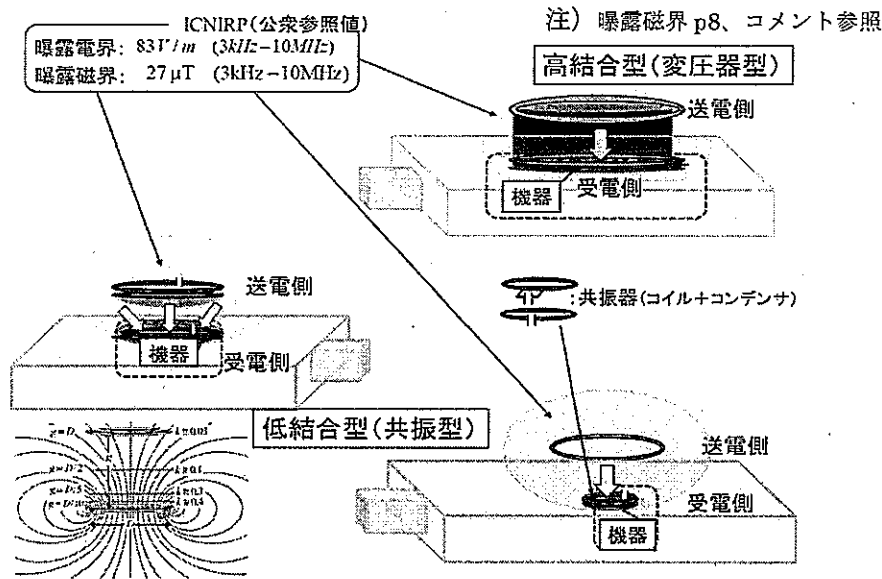 ICNIRP(公衆参照値)
曝露電界: 83V/m (3kHz–10MHz)
曝露磁界: 27μT (3kHz–10MHz)
注）曝露磁界 p8、コメント参照
高結合型(変圧器型)
送電側
受電側
機器
送電側
機器
受電側
:共振器(コイル+コンデンサ)
低結合型(共振型)
送電側
受電側
機器
g=D
g=D/2
g=D/5